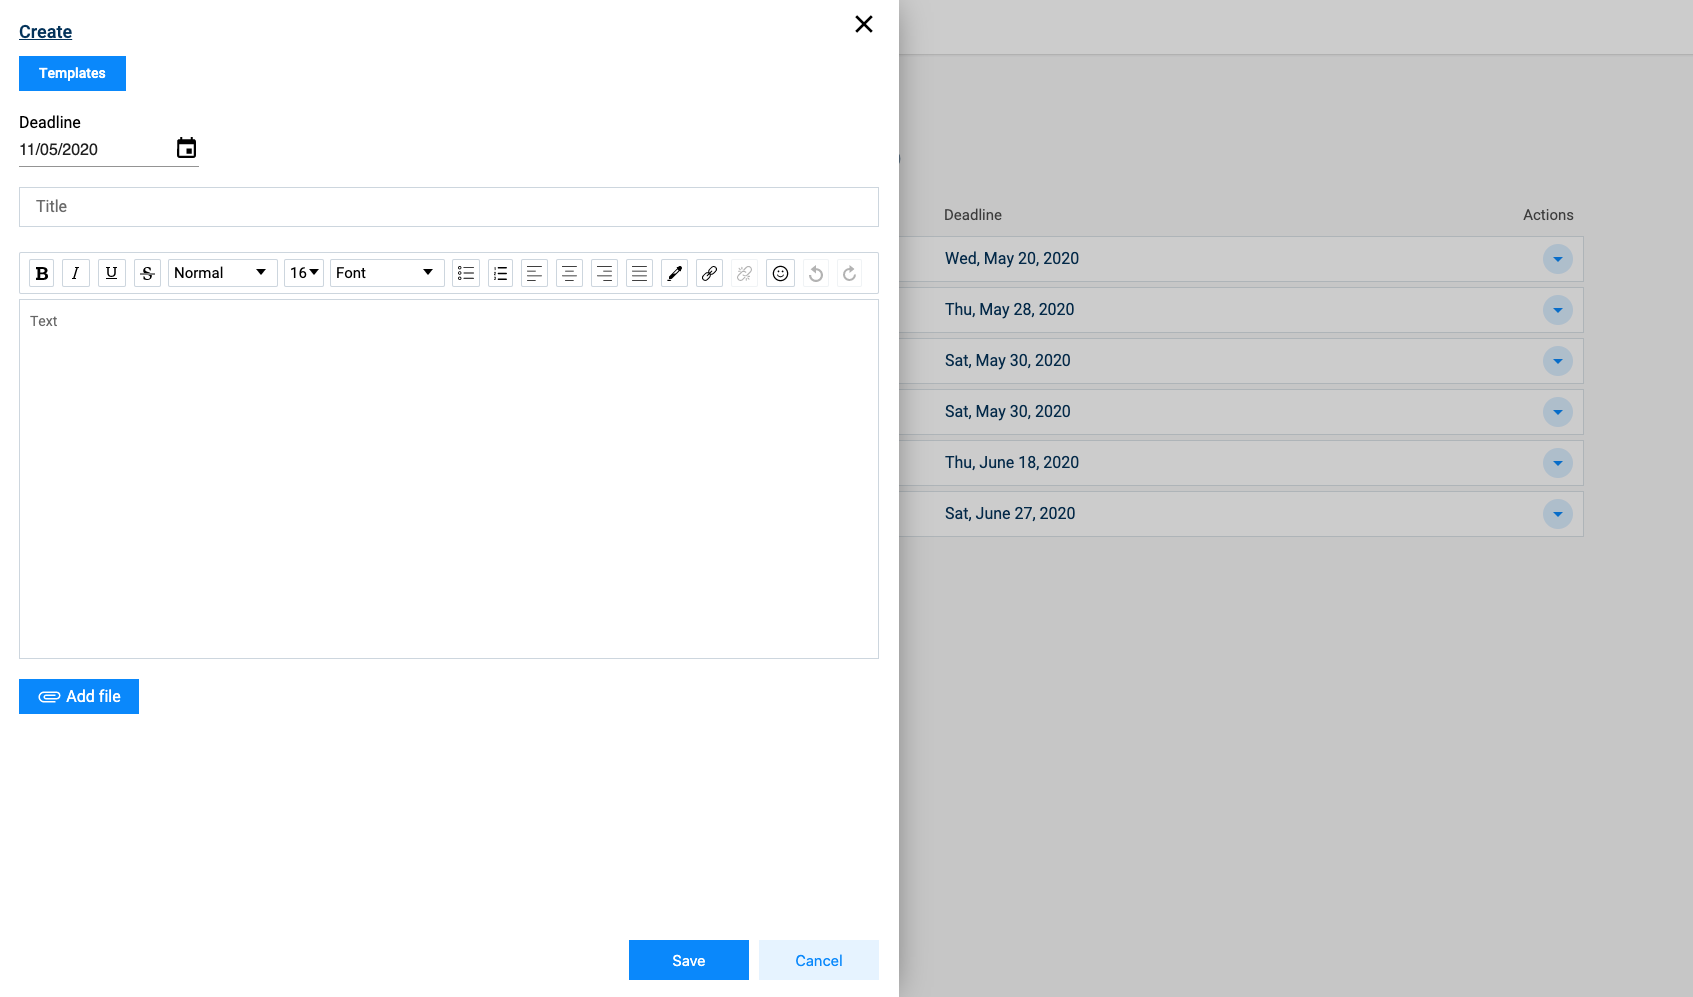 Create
Templates
Deadline
11/05/2020
Title
B I U S Normal 16 Font
Text
Add file
Save Cancel
Deadline Actions
Wed, May 20, 2020
Thu, May 28, 2020
Sat, May 30, 2020
Sat, May 30, 2020
Thu, June 18, 2020
Sat, June 27, 2020